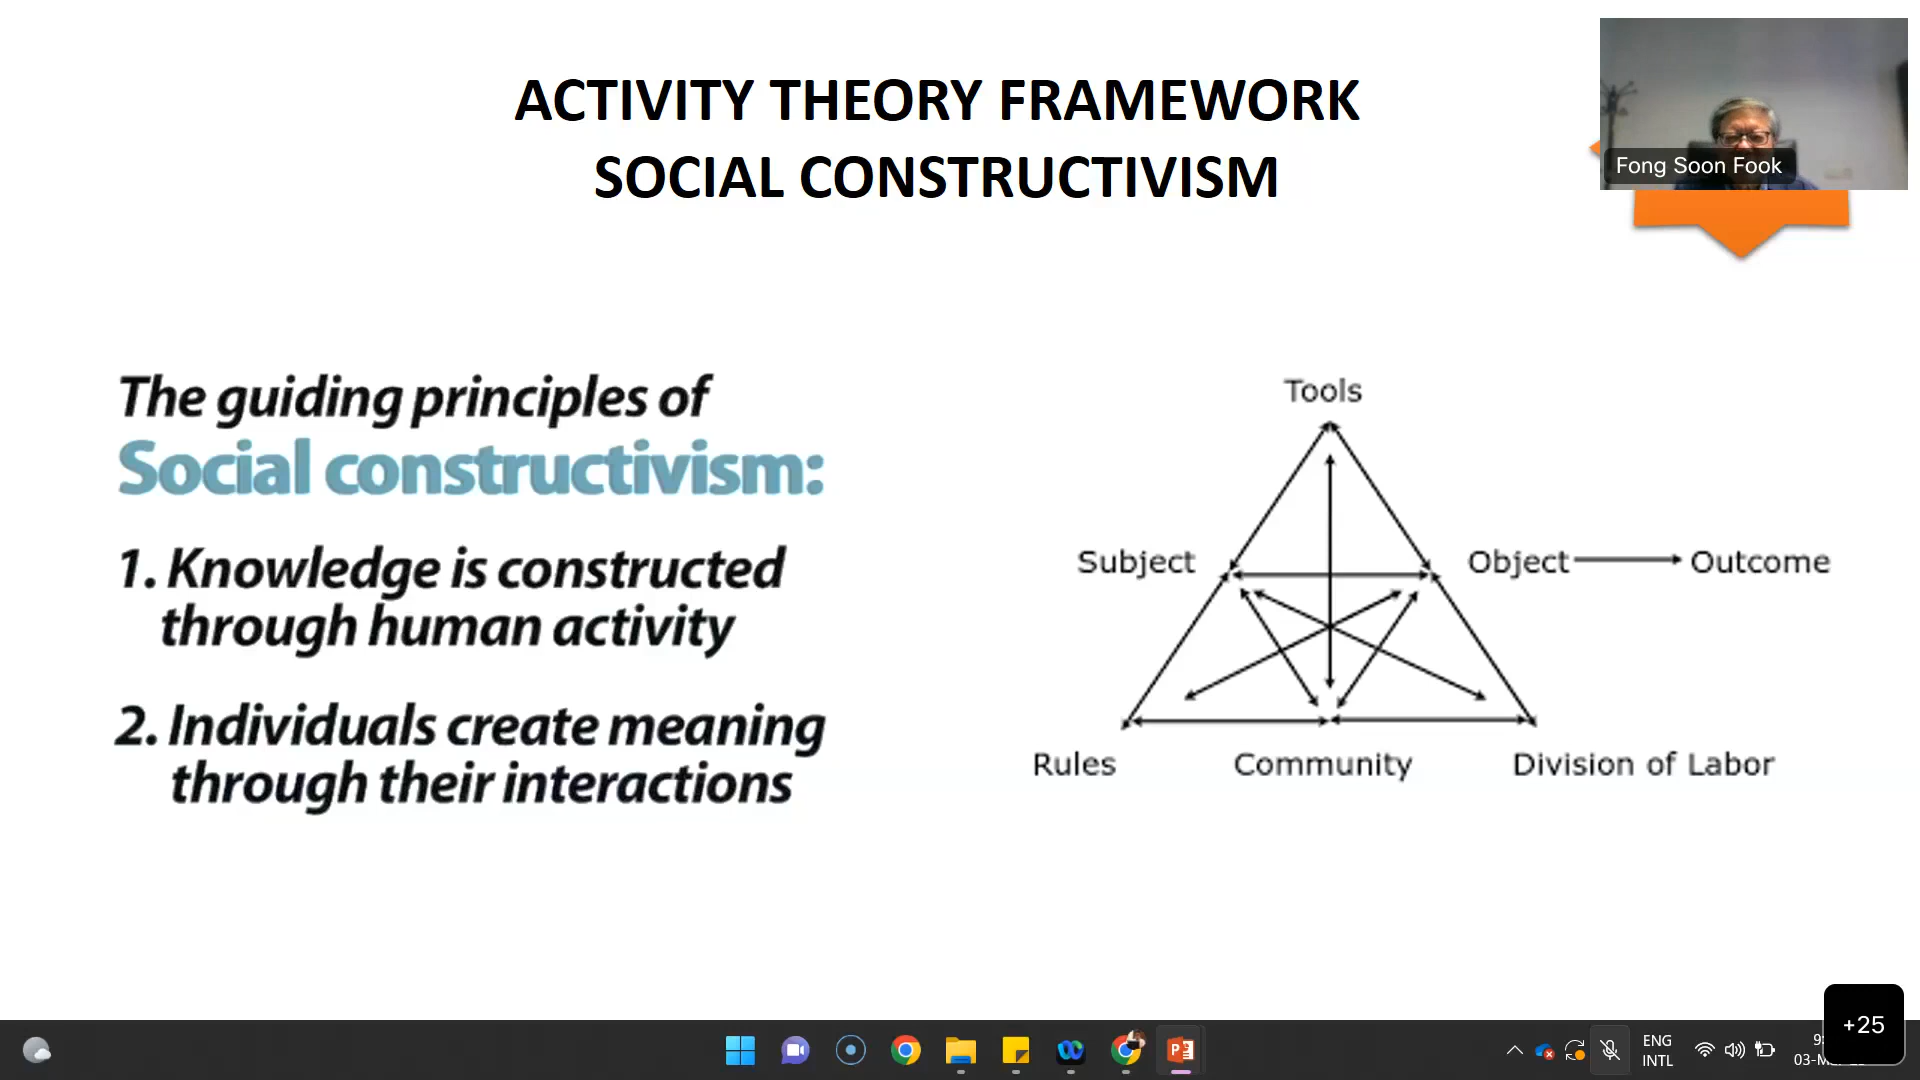 ACTIVITY THEORY FRAMEWORK
SOCIAL CONSTRUCTIVISM
Fong Soon Fook
The guiding principles of
Social constructivism:
1. Knowledge is constructed
through human activity
2. Individuals create meaning
through their interactions
Tools
Subject
Object
Outcome
Rules
Community
Division of Labor
ENG
INTL
+25